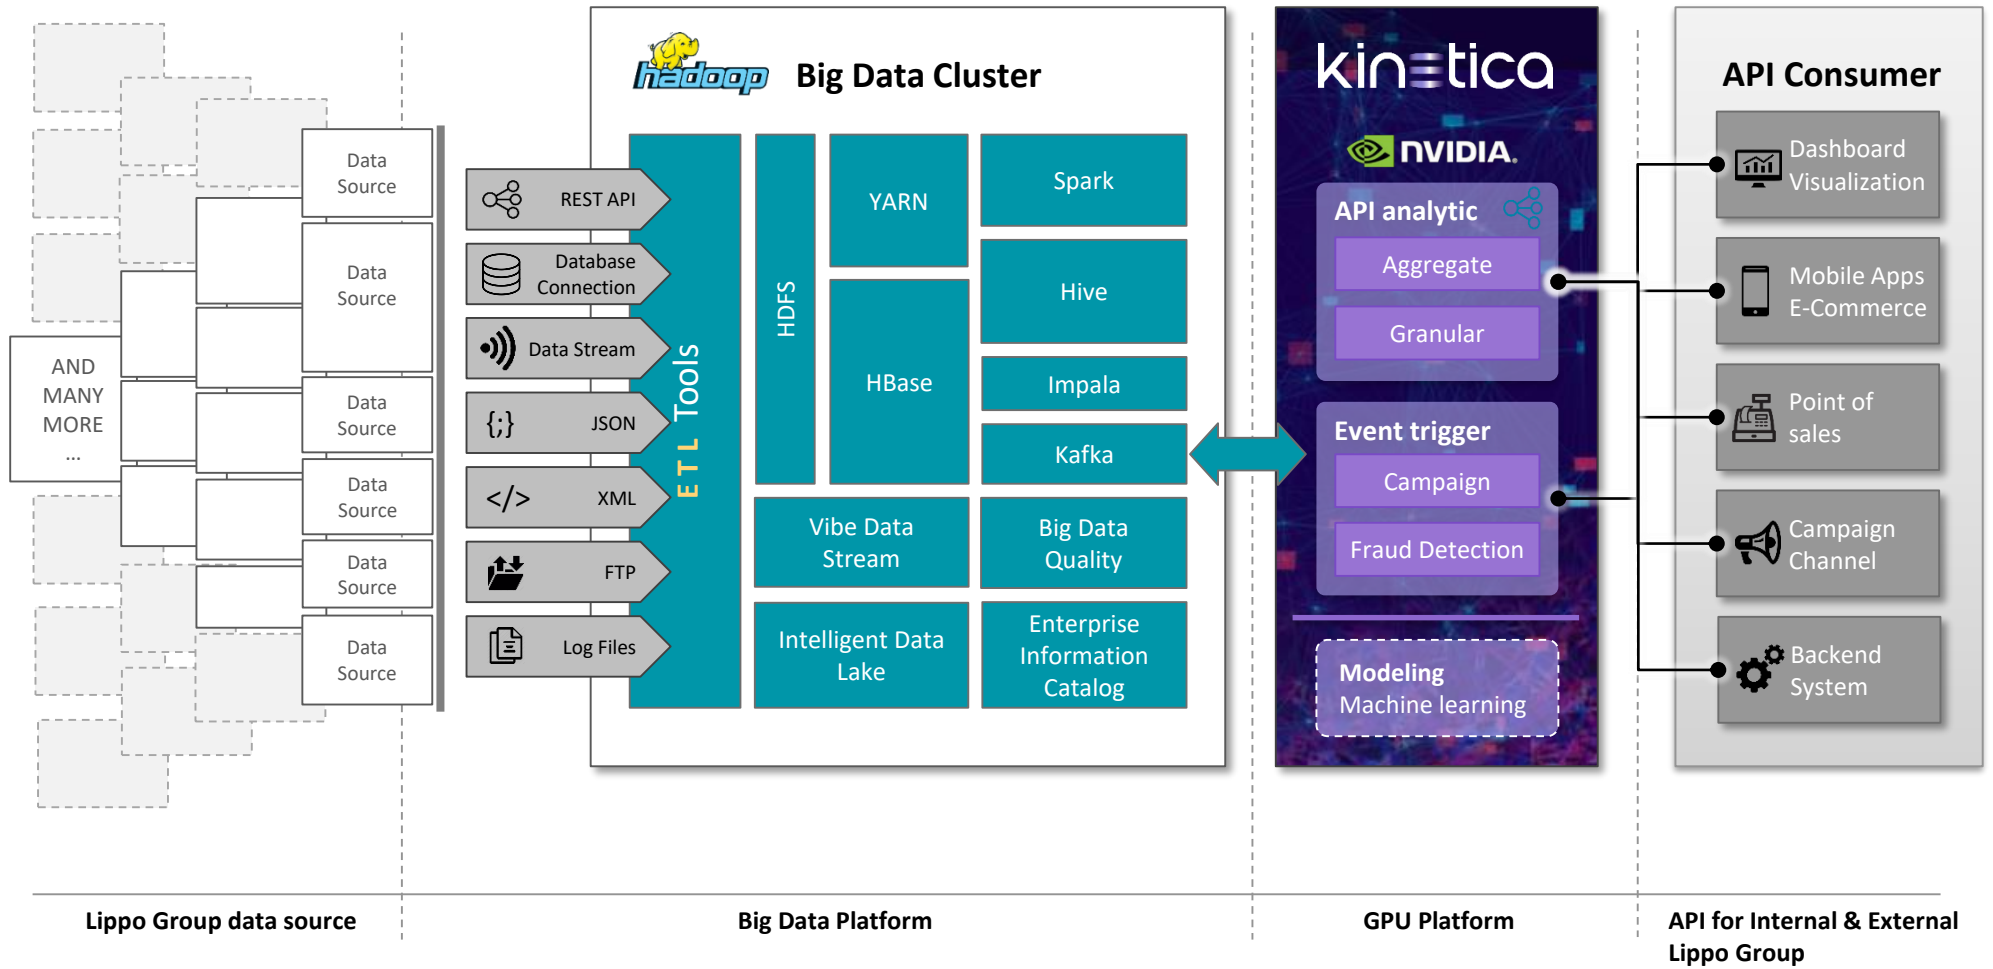 Data
Source
Data
Source
Data
Source
Data
Source
Data
Source
Data
Source
AND
MANY
MORE
...
REST API
Database
Connection
Data Stream
{;}
JSON
</>
XML
FTP
Log Files
hadoop
Big Data Cluster
ETL Tools
HDFS
YARN
HBase
Spark
Hive
Impala
Kafka
Vibe Data
Stream
Big Data
Quality
Intelligent Data
Lake
Enterprise
Information
Catalog
kinetica
NVIDIA.
API analytic
Aggregate
Granular
Event trigger
Campaign
Fraud Detection
Modeling
Machine learning
API Consumer
Dashboard
Visualization
Mobile Apps
E-Commerce
Point of
sales
Campaign
Channel
Backend
System
Lippo Group data source
Big Data Platform
GPU Platform
API for Internal & External
Lippo Group